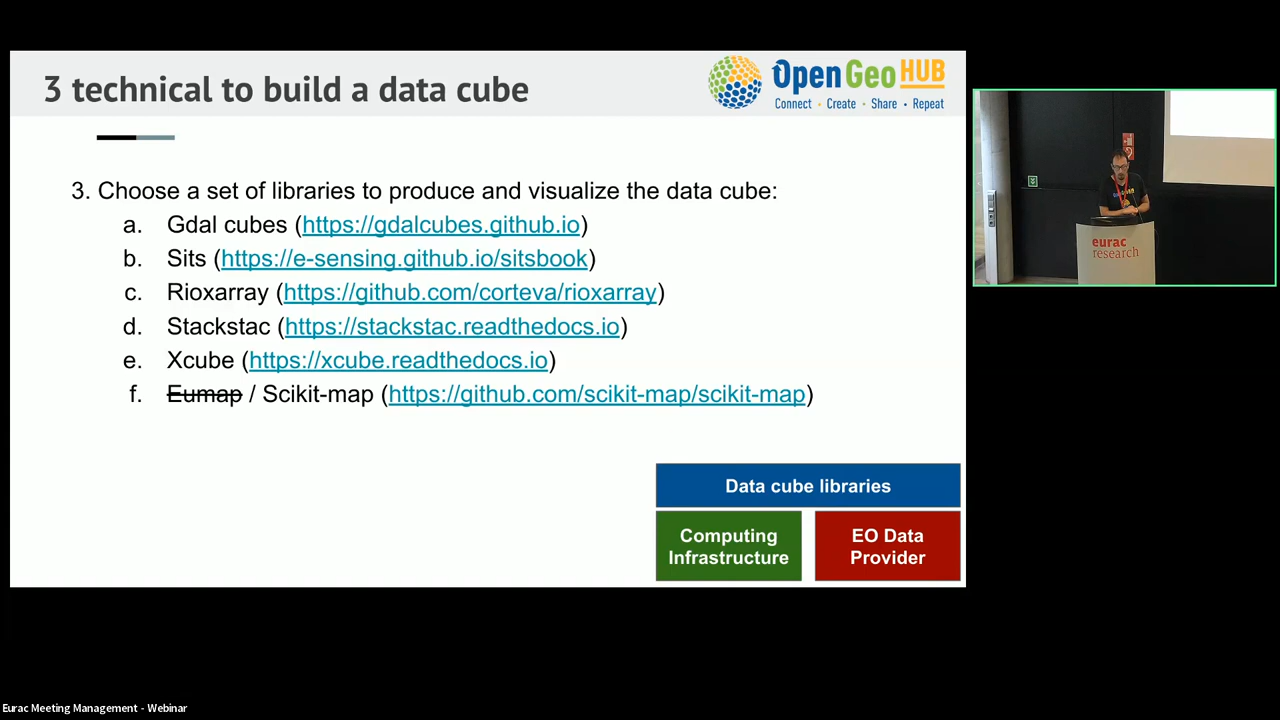 3 technical to build a data cube
Open Geo HUB
Connect • Create • Share • Repeat
3. Choose a set of libraries to produce and visualize the data cube:
a. Gdal cubes (https://gdalcubes.github.io)
b. Sits (https://e-sensing.github.io/sitsbook)
c. Rioxarray (https://github.com/corteva/rioxarray)
d. Stackstac (https://stackstac.readthedocs.io)
e. Xcube (https://xcube.readthedocs.io)
f. Eumap / Scikit-map (https://github.com/scikit-map/scikit-map)
Data cube libraries
Computing
Infrastructure
EO Data
Provider
eurac
research
Eurac Meeting Management - Webinar